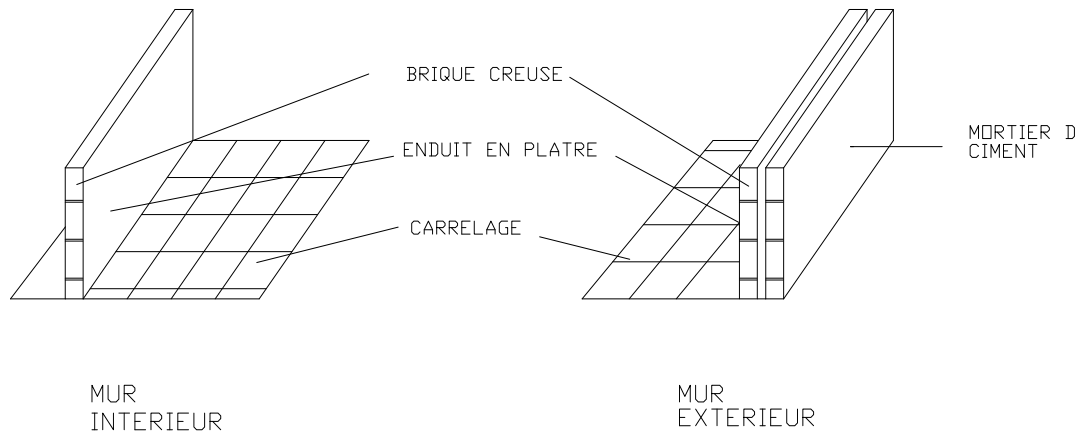 BRIQUE CREUSE
ENDUIT EN PLATRE
CARRELAGE
MORTIER D
CIMENT
MUR
INTERIEUR
MUR
EXTERIEUR